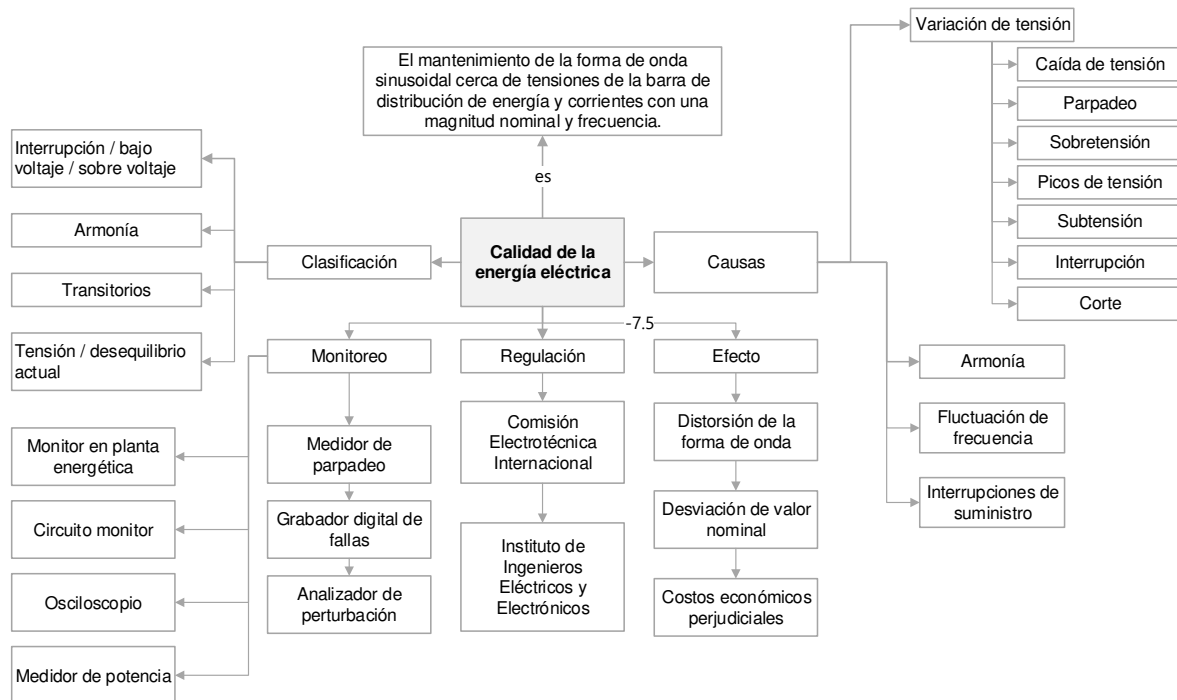 Variación de tensión
El mantenimiento de la forma de onda
sinusoidal cerca de tensiones de la barra de
distribución de energía y corrientes con una
magnitud nominal y frecuencia.
Caída de tensión
Parpadeo
Sobretensión
Picos de tensión
Subtensión
Interrupción
Corte
Interrupción / bajo
voltaje / sobre voltaje
Armonía
Transitorios
Tensión / desequilibrio
actual
es
Clasificación
Calidad de la
energía eléctrica
Causas
-7.5
Monitoreo
Regulación
Efecto
Armonía
Fluctuación de
frecuencia
Interrupciones de
suministro
Monitor en planta
energética
Circuito monitor
Osciloscopio
Medidor de potencia
Medidor de
parpadeo
Grabador digital de
fallas
Analizador de
perturbación
Comisión
Electrotécnica
Internacional
Instituto de
Ingenieros
Eléctricos y
Electrónicos
Distorsión de la
forma de onda
Desviación de valor
nominal
Costos económicos
perjudiciales